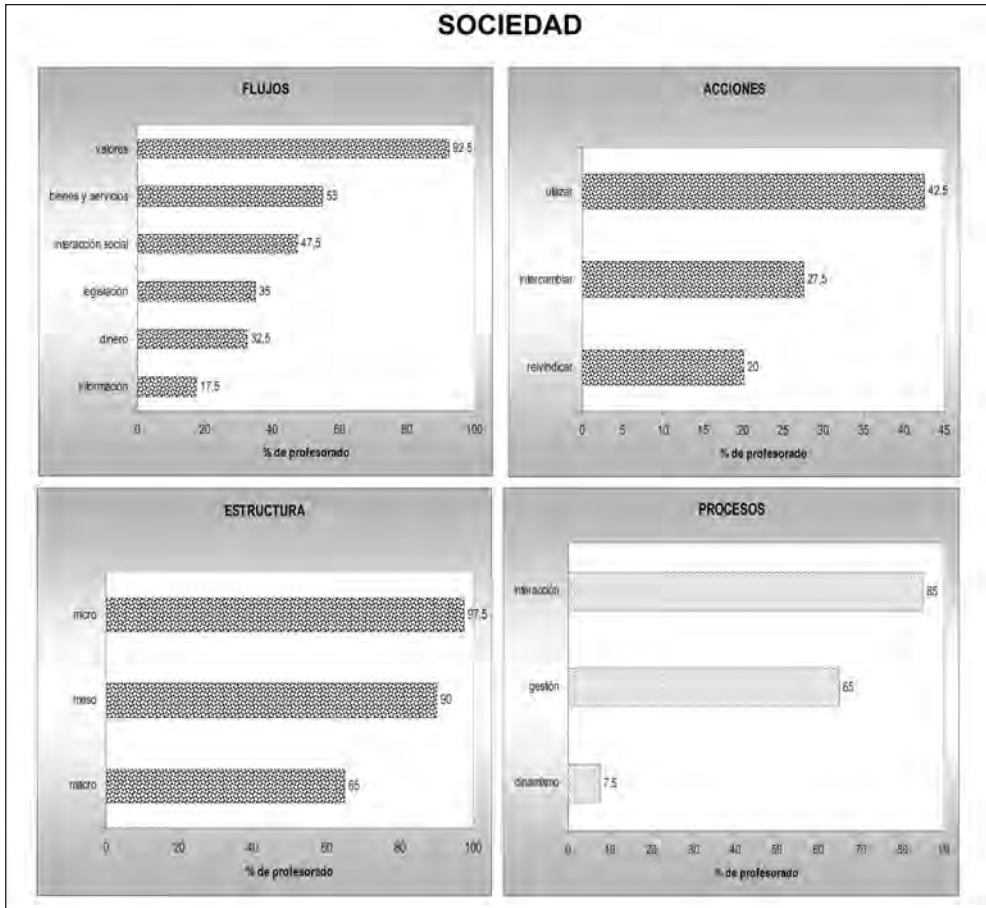 SOCIEDAD
FLUJOS
valores
92,5
bienes y servicios
interacción social
47,5
legislación
35
dinero
32,5
información
17,5
0 20 40 60 80 100
% de profesorado
ACCIONES
utilizar
42,5
intercambiar
27,5
reivindicar
20
0 5 10 15 20 25 30 35 40 45
% de profesorado
ESTRUCTURA
micro
97,5
meso
90
macro
65
0 20 40 60 80 100
% de profesorado
PROCESOS
interacción
85
gestión
65
dinamismo
7,5
0 10 20 30 40 50 60 70 80 90
% de profesorado